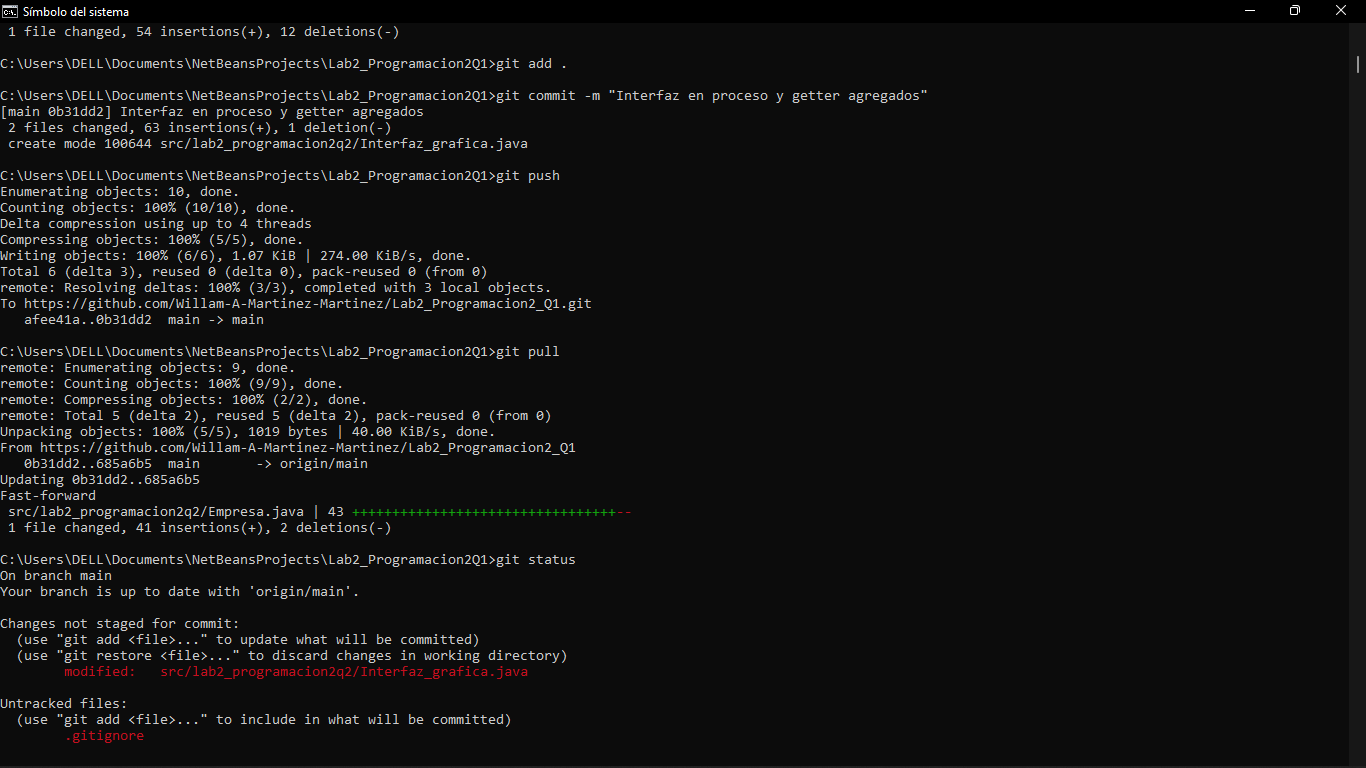 Símbolo del sistema
1 file changed, 54 insertions(+), 12 deletions(-)
C:\Users\DELL\Documents\NetBeansProjects\Lab2_Programacion2Q1>git add .
C:\Users\DELL\Documents\NetBeansProjects\Lab2_Programacion2Q1>git commit -m "Interfaz en proceso y getter agregados"
[main 0b31dd2] Interfaz en proceso y getter agregados
2 files changed, 63 insertions(+), 1 deletion(-)
create mode 100644 src/lab2_programacion2q2/Interfaz_grafica.java
C:\Users\DELL\Documents\NetBeansProjects\Lab2_Programacion2Q1>git push
Enumerating objects: 10, done.
Counting objects: 100% (10/10), done.
Delta compression using up to 4 threads
Compressing objects: 100% (5/5), done.
Writing objects: 100% (6/6), 1.07 KiB | 274.00 KiB/s, done.
Total 6 (delta 3), reused 0 (delta 0), pack-reused 0 (from 0)
remote: Resolving deltas: 100% (3/3), completed with 3 local objects.
To https://github.com/Willam-A-Martinez-Martinez/Lab2_Programacion2_Q1.git
afee41a..0b31dd2  main -> main
C:\Users\DELL\Documents\NetBeansProjects\Lab2_Programacion2Q1>git pull
remote: Enumerating objects: 9, done.
remote: Counting objects: 100% (9/9), done.
remote: Compressing objects: 100% (2/2), done.
remote: Total 5 (delta 2), reused 5 (delta 2), pack-reused 0 (from 0)
Unpacking objects: 100% (5/5), 1019 bytes | 40.00 KiB/s, done.
From https://github.com/Willam-A-Martinez-Martinez/Lab2_Programacion2_Q1
0b31dd2..685a6b5  main       -> origin/main
Updating 0b31dd2..685a6b5
Fast-forward
src/lab2_programacion2q2/Empresa.java | 43 +++++++++++++++++++++++++++++++++--
1 file changed, 41 insertions(+), 2 deletions(-)
C:\Users\DELL\Documents\NetBeansProjects\Lab2_Programacion2Q1>git status
On branch main
Your branch is up to date with 'origin/main'.
Changes not staged for commit:
(use "git add <file>..." to update what will be committed)
(use "git restore <file>..." to discard changes in working directory)
modified:   src/lab2_programacion2q2/Interfaz_grafica.java
Untracked files:
(use "git add <file>..." to include in what will be committed)
.gitignore